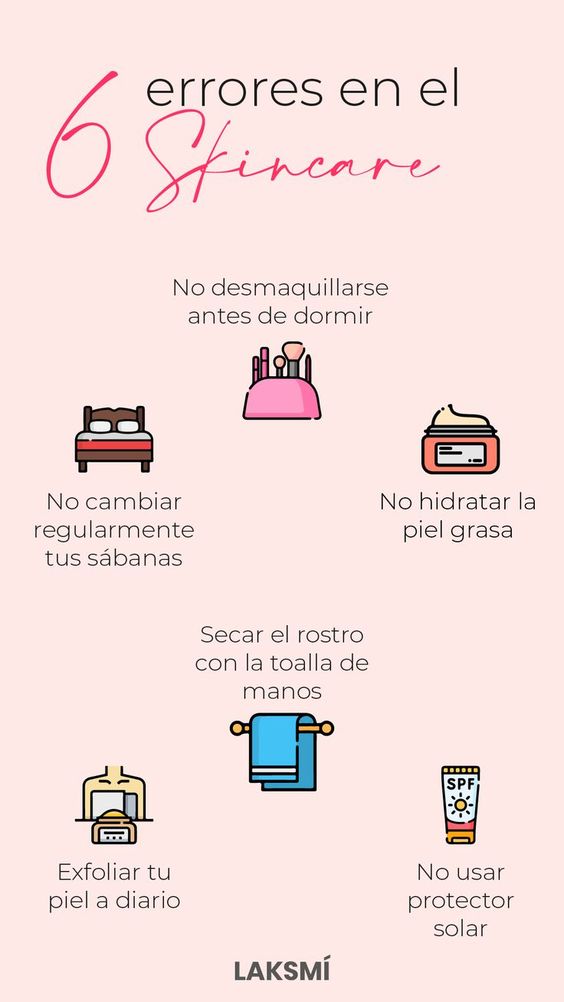 6 errores en el
Skincare
No desmaquillarse
antes de dormir
No cambiar
regularmente
tus sábanas
No hidratar la
piel grasa
Secar el rostro
con la toalla de
manos
Exfoliar tu
piel a diario
SPF
No usar
protector
solar
LAKSMÍ